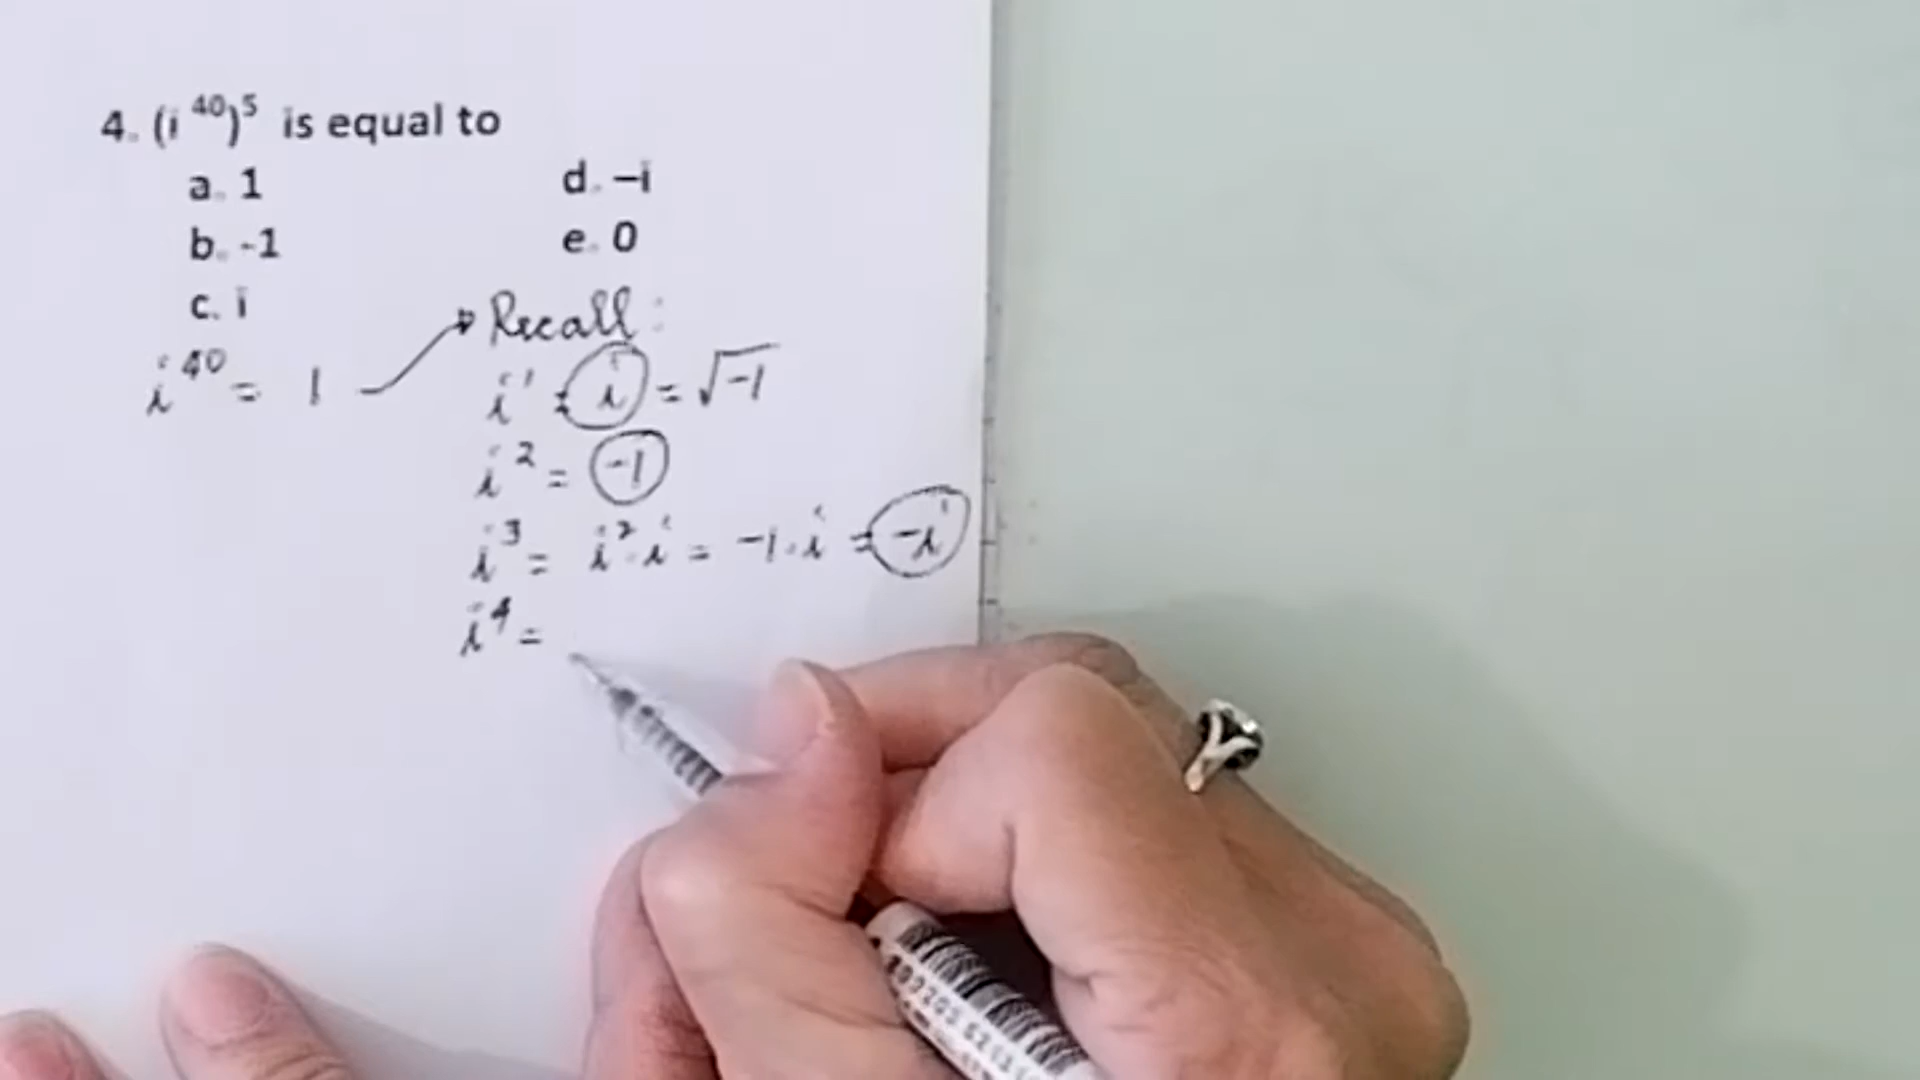 4. (i ⁴⁰)⁵ is equal to
a. 1
b. -1
c. i
d. –i
e. 0
i⁴⁰ = 1
Recall:
i¹ = i = √-1
i² = -1
i³ = i².i = -1.i = -i
i⁴ =